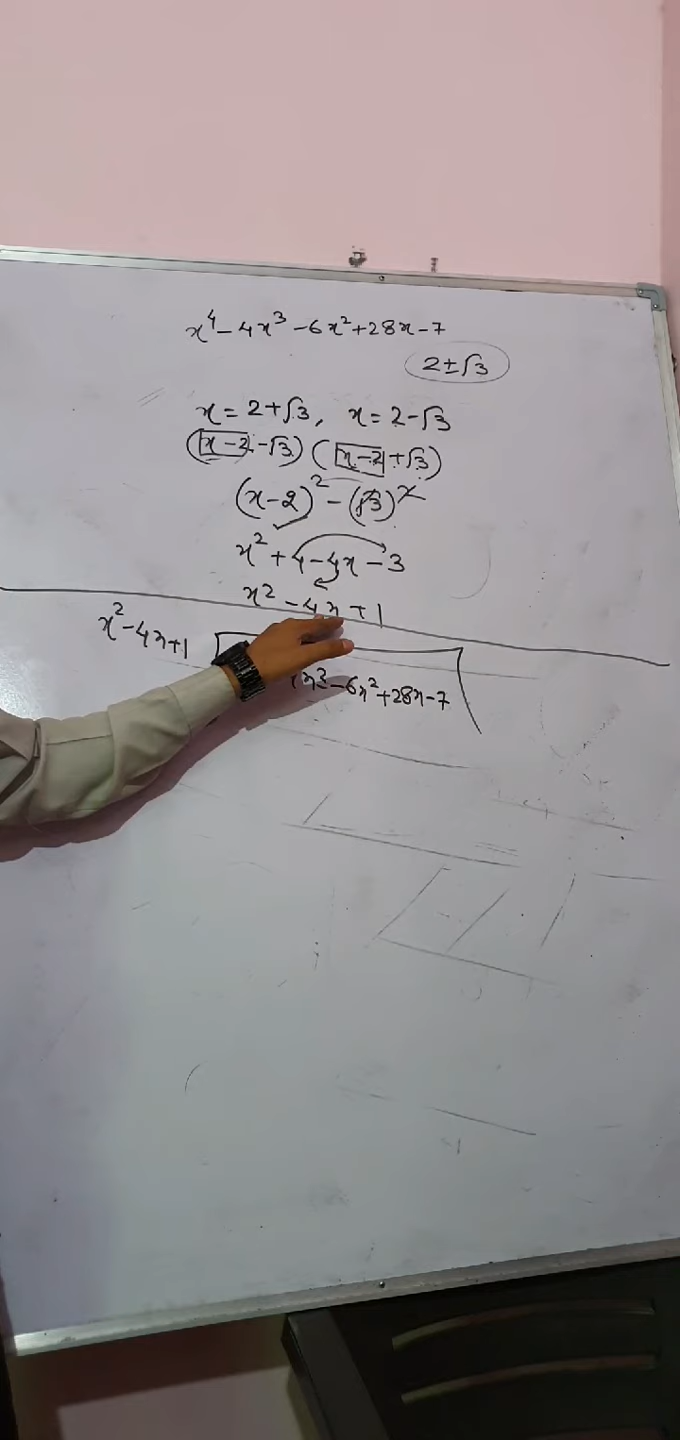 x⁴-4x³-6x²+28x-7
2±√3
x=2+√3, x=2-√3
(x-2-√3)(x-2+√3)
(x-2)²-(√3)²
x²+4-4x-3
x²-4x+1
x²-4x+1
x³-6x²+28x-7